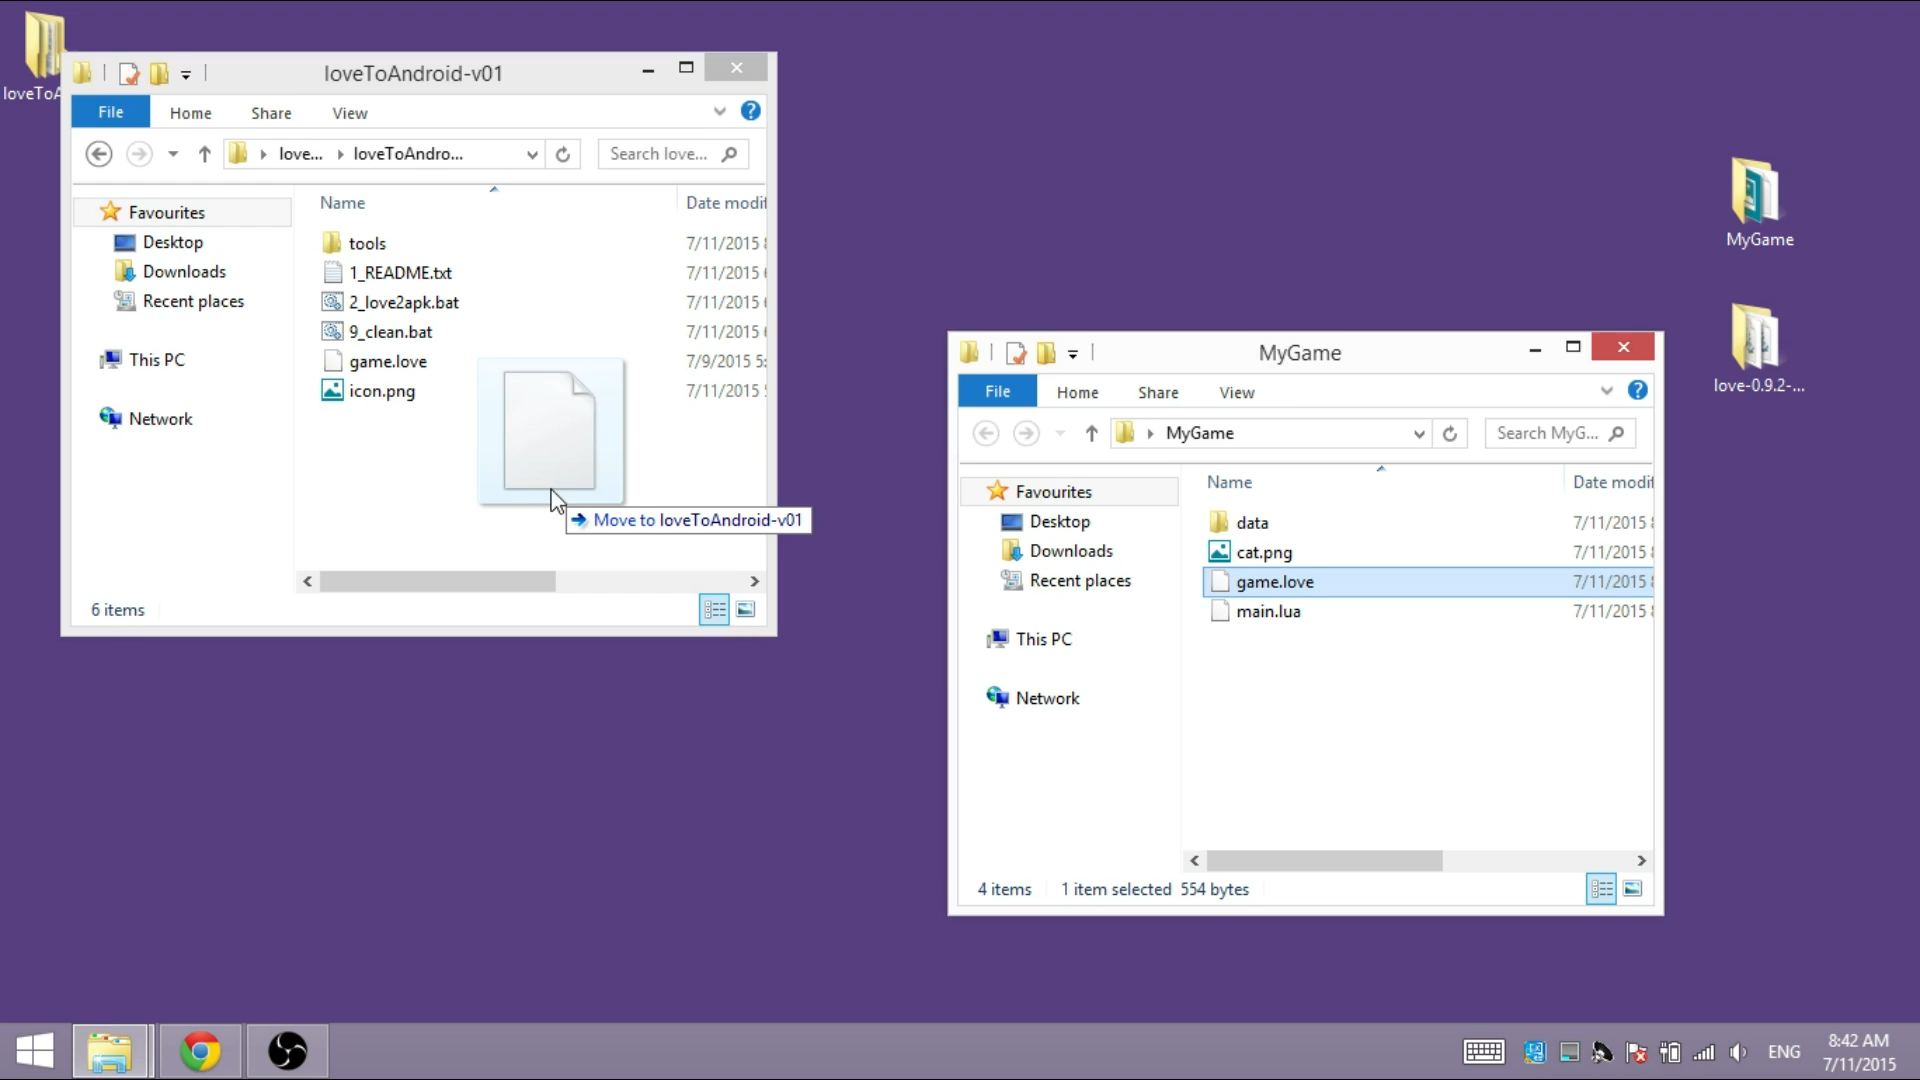 loveToA
loveToAndroid-v01
File Home Share View
love... loveToAndro... Search love...
Name Date modif
Favourites
Desktop
Downloads
Recent places
This PC
Network
tools 7/11/2015
1_README.txt 7/11/2015
2_love2apk.bat 7/11/2015
9_clean.bat 7/11/2015
game.love 7/9/2015 5:
icon.png 7/11/2015
Move to loveToAndroid-v01
6 items
MyGame
love-0.9.2-...
MyGame
File Home Share View
MyGame Search MyG...
Name Date modif
Favourites
Desktop
Downloads
Recent places
This PC
Network
data 7/11/2015
cat.png 7/11/2015
game.love 7/11/2015
main.lua 7/11/2015
4 items 1 item selected 554 bytes
ENG
8:42 AM
7/11/2015